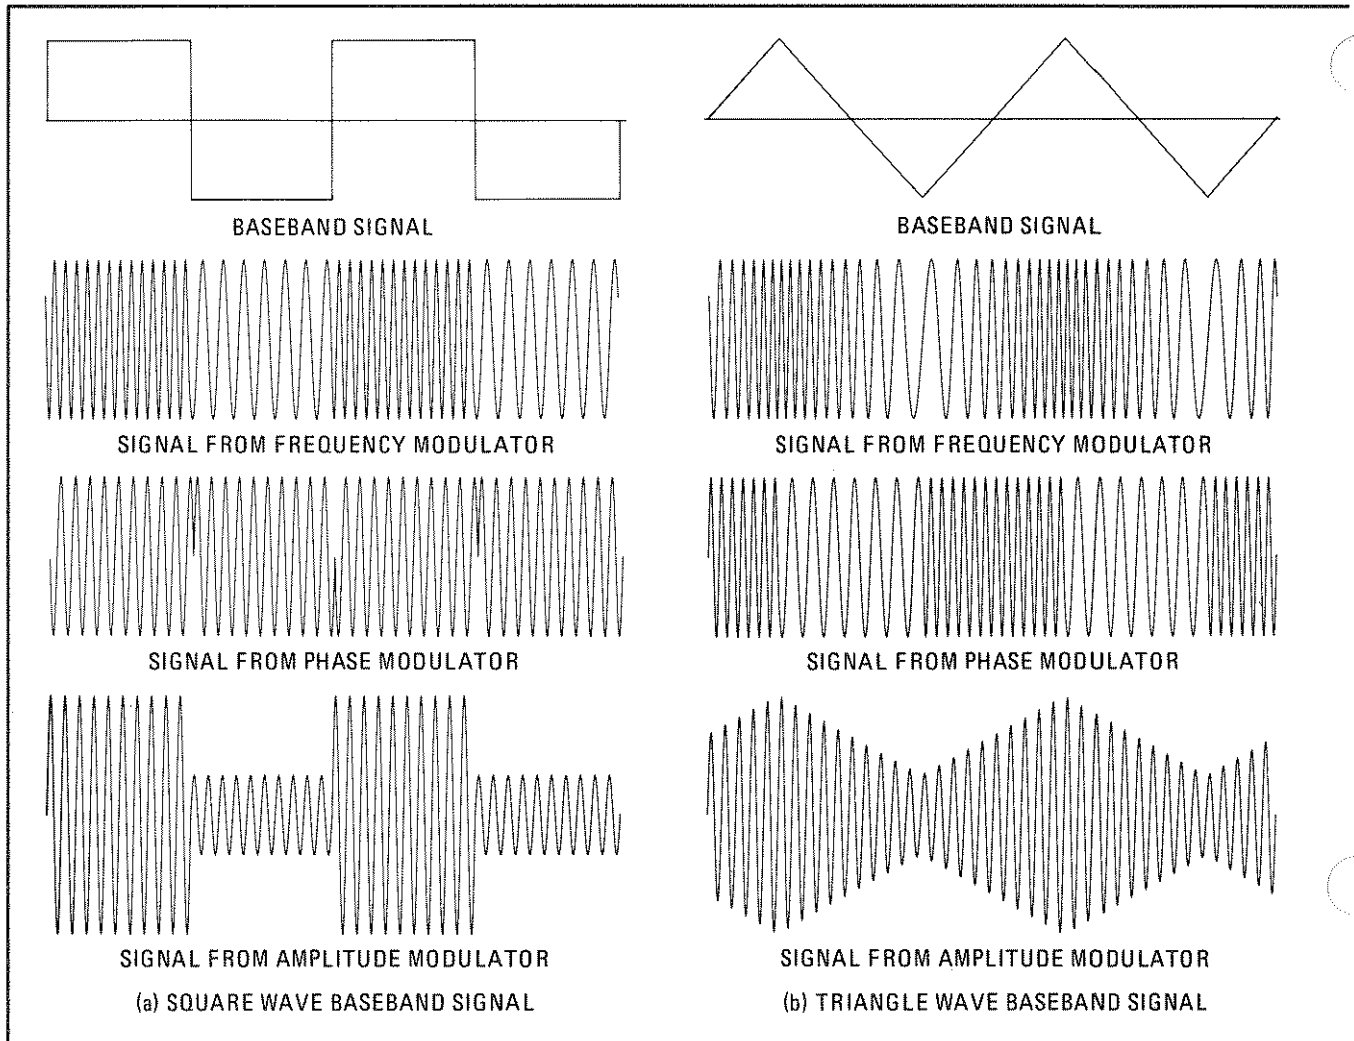 BASEBAND SIGNAL
SIGNAL FROM FREQUENCY MODULATOR
SIGNAL FROM PHASE MODULATOR
SIGNAL FROM AMPLITUDE MODULATOR
(a) SQUARE WAVE BASEBAND SIGNAL
BASEBAND SIGNAL
SIGNAL FROM FREQUENCY MODULATOR
SIGNAL FROM PHASE MODULATOR
SIGNAL FROM AMPLITUDE MODULATOR
(b) TRIANGLE WAVE BASEBAND SIGNAL